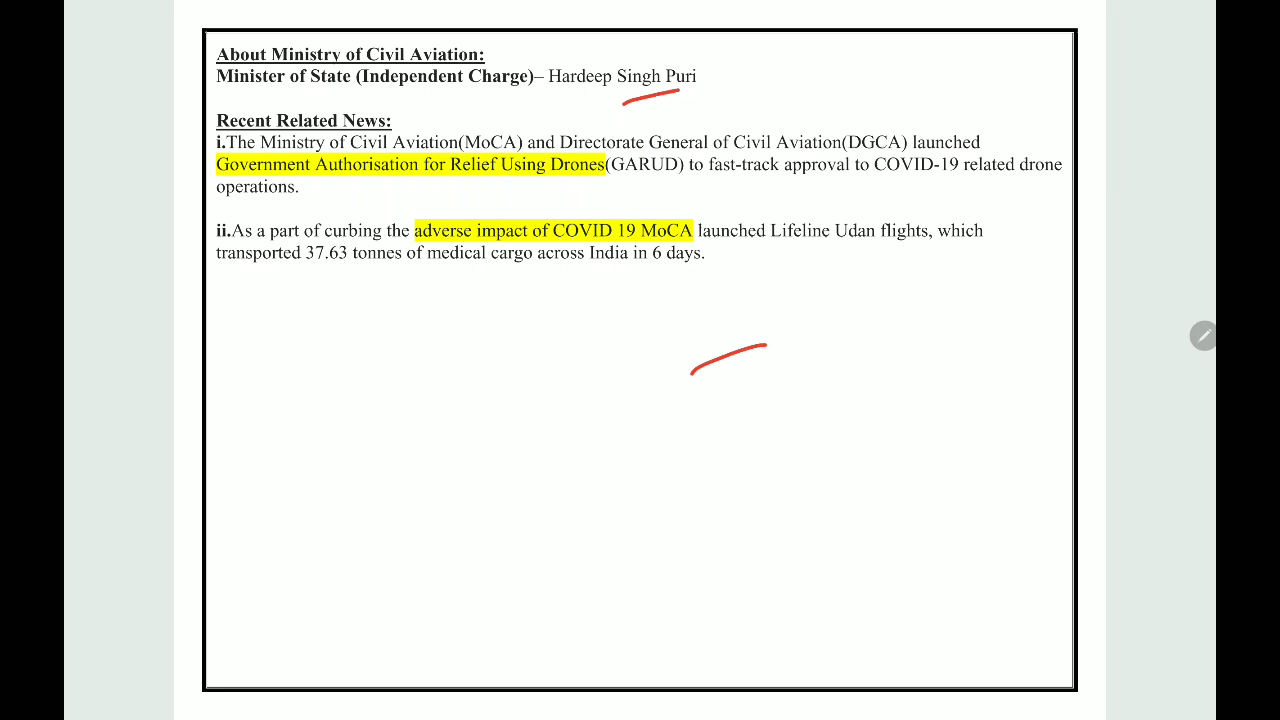 About Ministry of Civil Aviation:
Minister of State (Independent Charge)– Hardeep Singh Puri
Recent Related News:
i.The Ministry of Civil Aviation(MoCA) and Directorate General of Civil Aviation(DGCA) launched
Government Authorisation for Relief Using Drones(GARUD) to fast-track approval to COVID-19 related drone
operations.
ii.As a part of curbing the adverse impact of COVID 19 MoCA launched Lifeline Udan flights, which
transported 37.63 tonnes of medical cargo across India in 6 days.